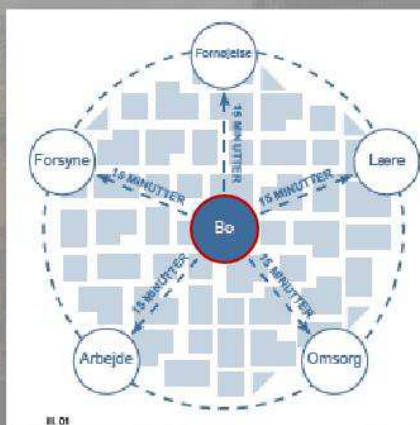 Fornøjelse
15 MINUTTER
Forsyne
15 MINUTTER
Lære
15 MINUTTER
Bo
15 MINUTTER
Arbejde
15 MINUTTER
Omsorg
Ill. 01